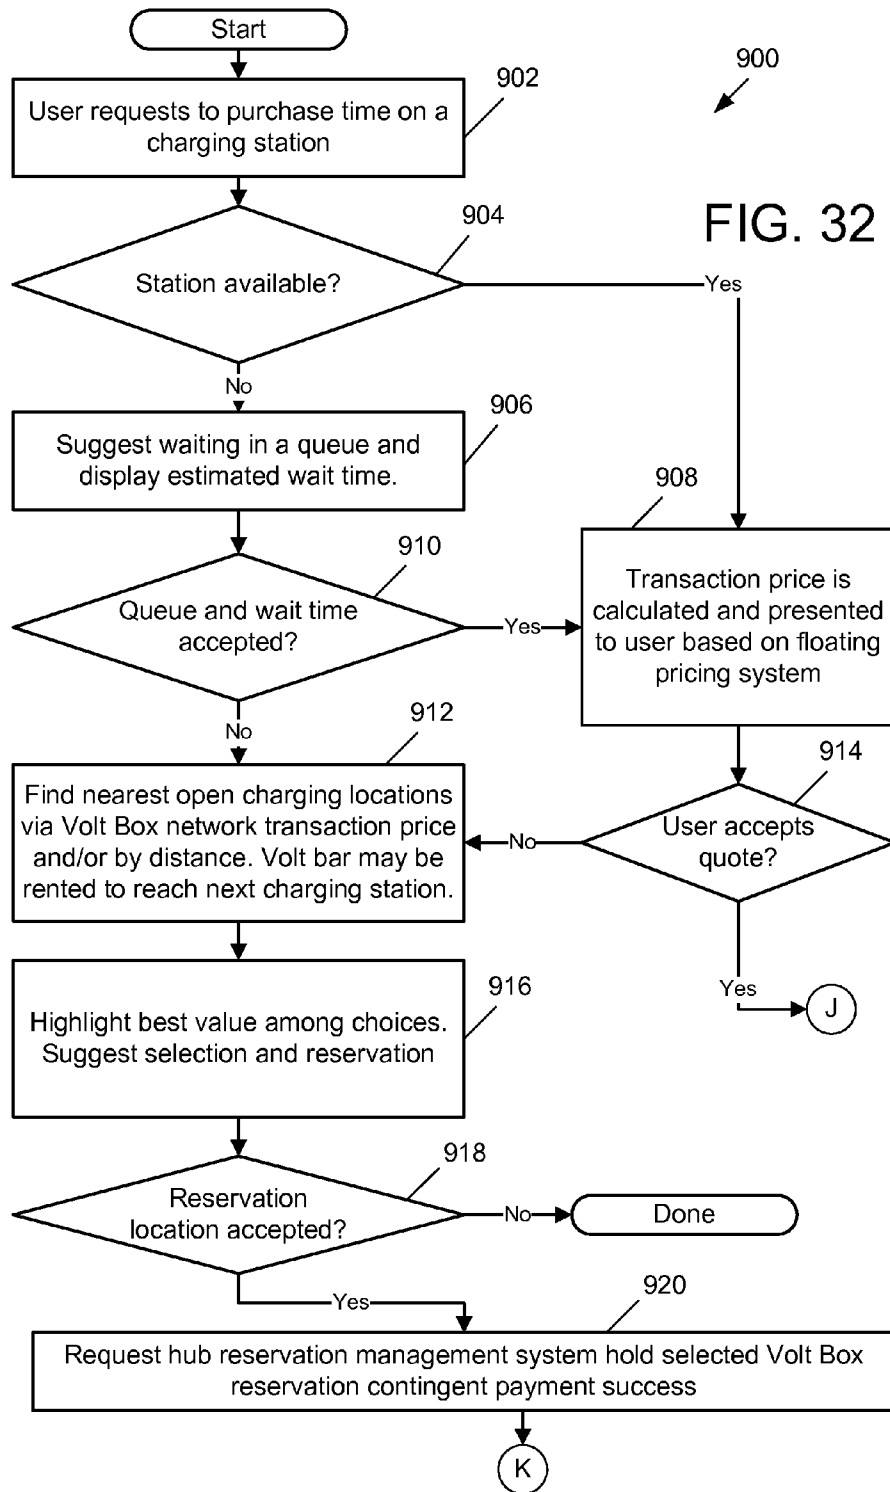 Start
900
902
User requests to purchase time on a
charging station
FIG. 32
904
Station available?
Yes
No
906
Suggest waiting in a queue and
display estimated wait time.
908
Transaction price is
calculated and presented
to user based on floating
pricing system
910
Queue and wait time
accepted?
Yes
No
912
Find nearest open charging locations
via Volt Box network transaction price
and/or by distance. Volt bar may be
rented to reach next charging station.
914
User accepts
quote?
No
Yes
J
916
Highlight best value among choices.
Suggest selection and reservation
918
Reservation
location accepted?
No
Done
Yes
920
Request hub reservation management system hold selected Volt Box
reservation contingent payment success
K